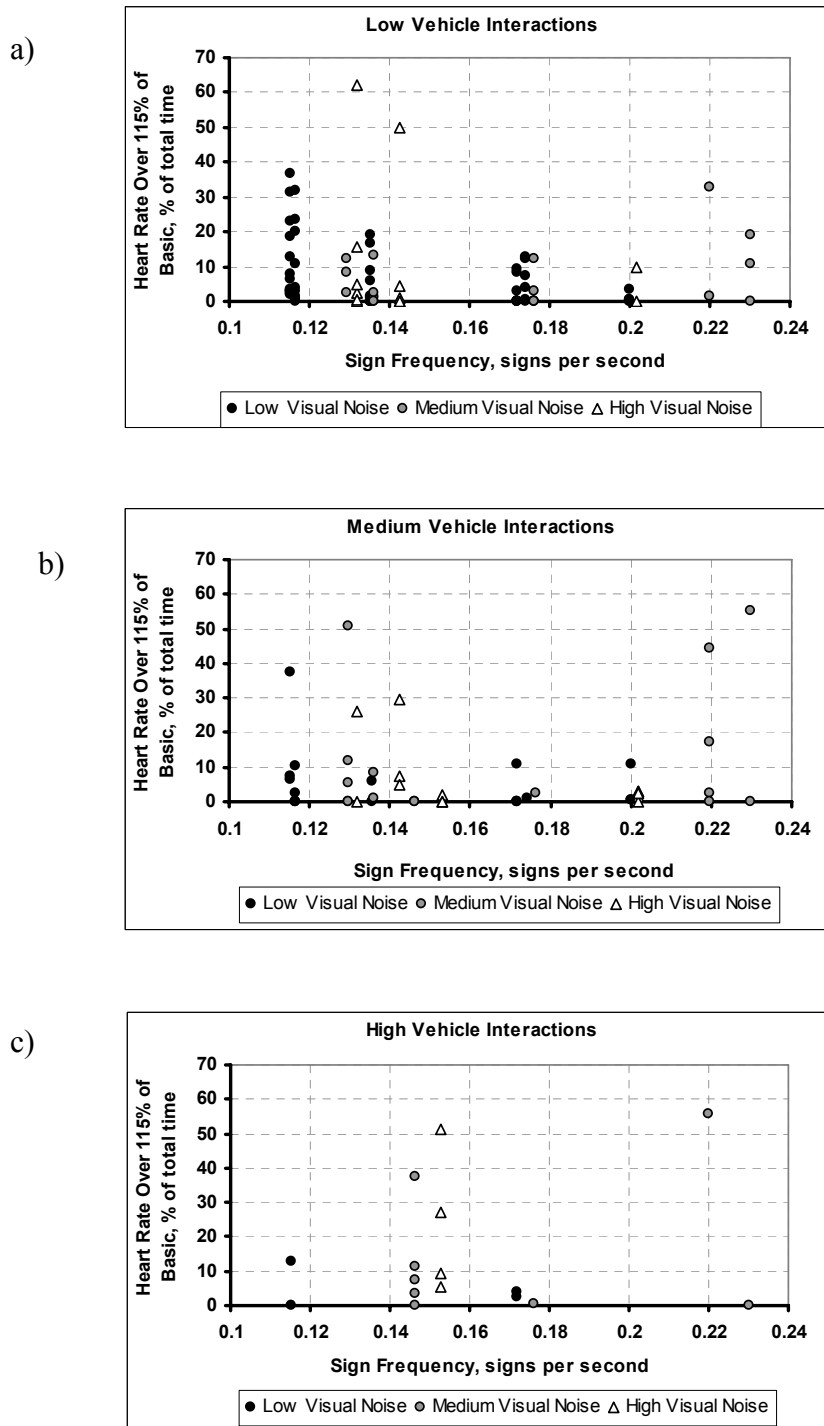 a)
Low Vehicle Interactions
Heart Rate Over 115% of
Basic, % of total time
70
60
50
40
30
20
10
0
0.1 0.12 0.14 0.16 0.18 0.2 0.22 0.24
Sign Frequency, signs per second
Low Visual Noise Medium Visual Noise High Visual Noise
b)
Medium Vehicle Interactions
Heart Rate Over 115% of
Basic, % of total time
70
60
50
40
30
20
10
0
0.1 0.12 0.14 0.16 0.18 0.2 0.22 0.24
Sign Frequency, signs per second
Low Visual Noise Medium Visual Noise High Visual Noise
c)
High Vehicle Interactions
Heart Rate Over 115% of
Basic, % of total time
70
60
50
40
30
20
10
0
0.1 0.12 0.14 0.16 0.18 0.2 0.22 0.24
Sign Frequency, signs per second
Low Visual Noise Medium Visual Noise High Visual Noise